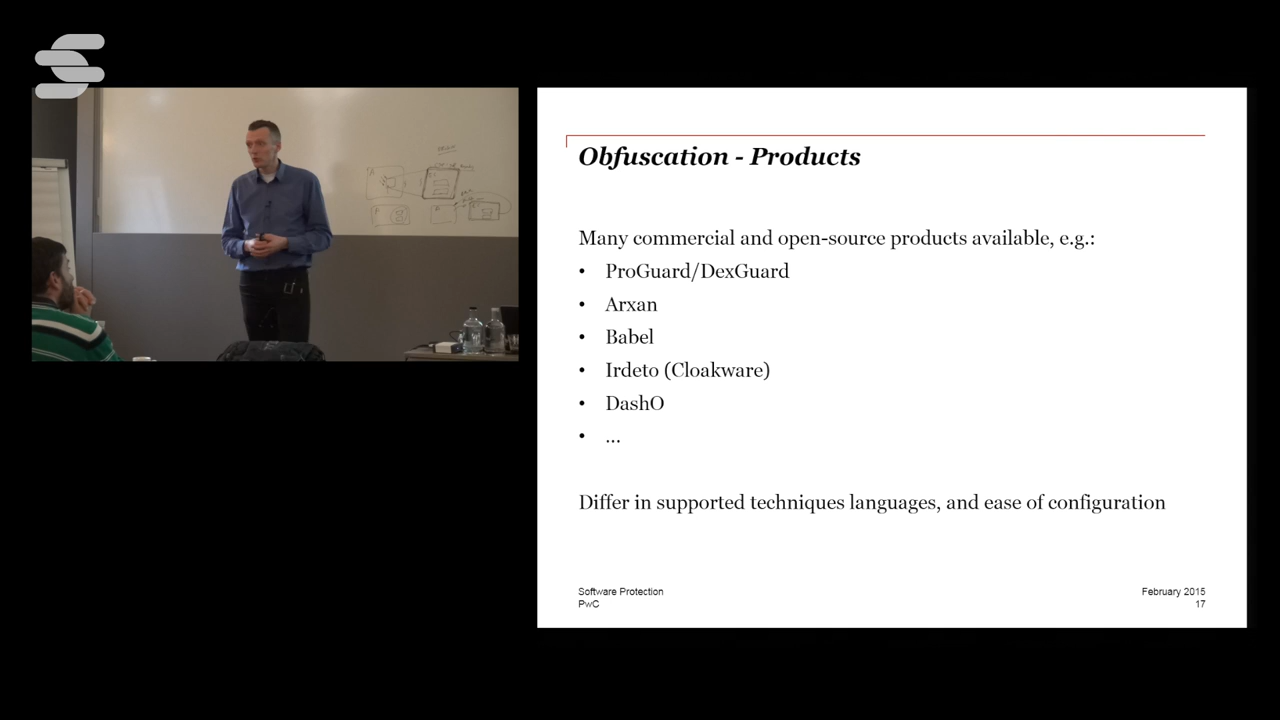 Obfuscation - Products
Many commercial and open-source products available, e.g.:
• ProGuard/DexGuard
• Arxan
• Babel
• Irdeto (Cloakware)
• DashO
• ...
Differ in supported techniques languages, and ease of configuration
Software Protection
PwC
February 2015
17